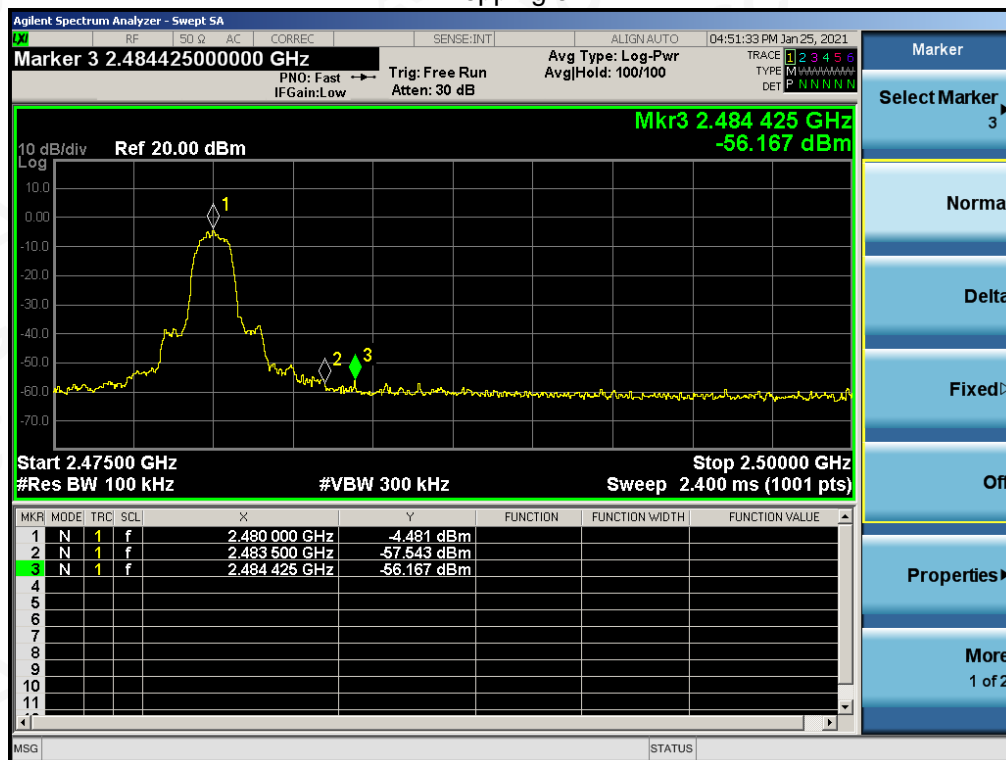 Agilent Spectrum Analyzer - Swept SA
LXI RF 50 Ω AC CORREC SENSE:INT ALIGN AUTO 04:51:33 PM Jan 25, 2021
Marker 3 2.484425000000 GHz
PNO: Fast
IFGain:Low
Trig: Free Run
Atten: 30 dB
Avg Type: Log-Pwr
Avg|Hold: 100/100
TRACE 1 2 3 4 5 6
TYPE M WWWWW
DET P N N N N N
Mkr3 2.484 425 GHz
-56.167 dBm
10 dB/div Ref 20.00 dBm
Log
10.0
0.00
-10.0
-20.0
-30.0
-40.0
-50.0
-60.0
-70.0
1
2
3
Start 2.47500 GHz Stop 2.50000 GHz
#Res BW 100 kHz #VBW 300 kHz Sweep 2.400 ms (1001 pts)
MKR MODE TRC SCL X Y FUNCTION FUNCTION WIDTH FUNCTION VALUE
1 N 1 f 2.480 000 GHz -4.481 dBm
2 N 1 f 2.483 500 GHz -57.543 dBm
3 N 1 f 2.484 425 GHz -56.167 dBm
4
5
6
7
8
9
10
11
MSG STATUS
Marker
Select Marker
3
Norma
Delta
Fixed
Off
Properties
More
1 of 2